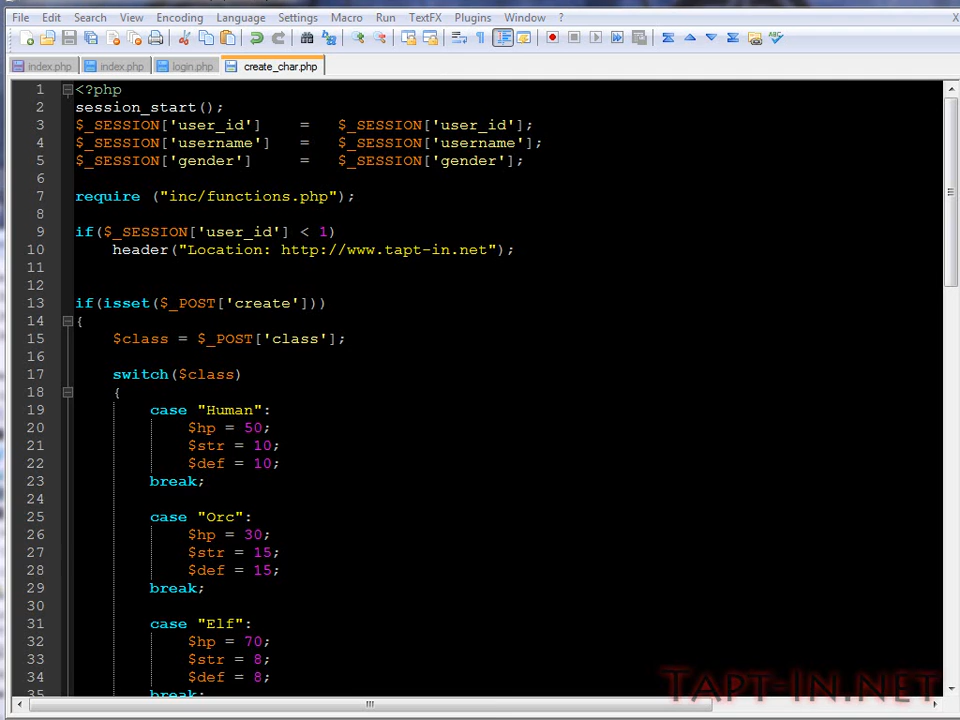 File Edit Search View Encoding Language Settings Macro Run TextFX Plugins Window ? X
index.php index.php login.php create_char.php
1 <?php
2 session_start();
3 $_SESSION['user_id'] = $_SESSION['user_id'];
4 $_SESSION['username'] = $_SESSION['username'];
5 $_SESSION['gender'] = $_SESSION['gender'];
6
7 require ("inc/functions.php");
8
9 if($_SESSION['user_id'] < 1)
10 header("Location: http://www.tapt-in.net");
11
12
13 if(isset($_POST['create']))
14 {
15 $class = $_POST['class'];
16
17 switch($class)
18 {
19 case "Human":
20 $hp = 50;
21 $str = 10;
22 $def = 10;
23 break;
24
25 case "Orc":
26 $hp = 30;
27 $str = 15;
28 $def = 15;
29 break;
30
31 case "Elf":
32 $hp = 70;
33 $str = 8;
34 $def = 8;
35 break;
Tapt-In.net